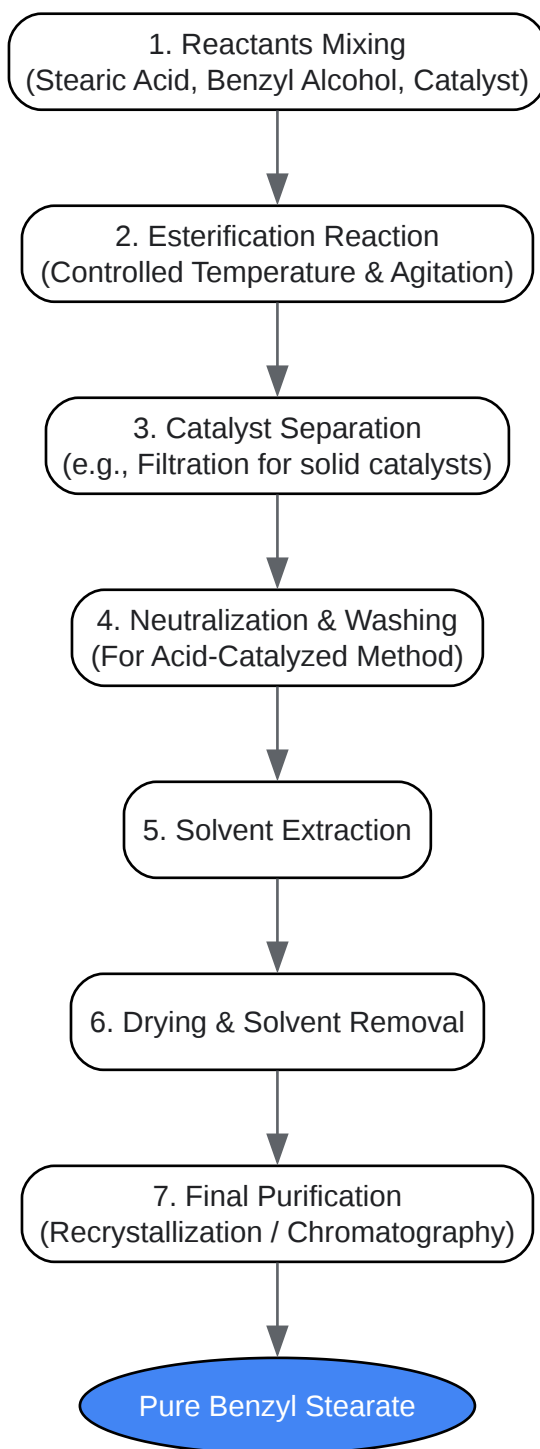 1. Reactants Mixing
(Stearic Acid, Benzyl Alcohol, Catalyst)
2. Esterification Reaction
(Controlled Temperature & Agitation)
3. Catalyst Separation
(e.g., Filtration for solid catalysts)
4. Neutralization & Washing
(For Acid-Catalyzed Method)
5. Solvent Extraction
6. Drying & Solvent Removal
7. Final Purification
(Recrystallization / Chromatography)
Pure Benzyl Stearate